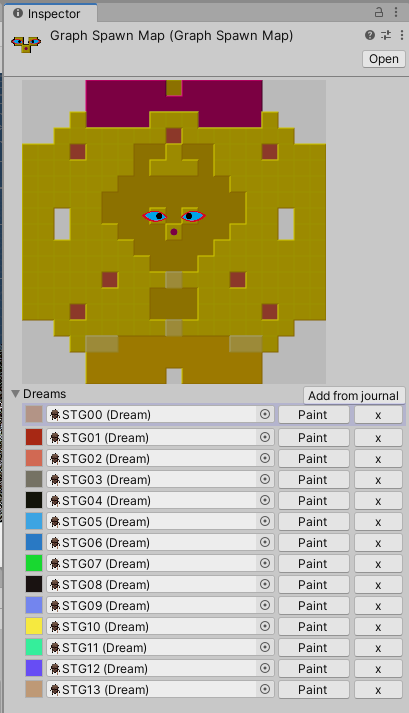 Inspector
Graph Spawn Map (Graph Spawn Map)
Open
Dreams
Add from journal
STG00 (Dream) Paint x
STG01 (Dream) Paint x
STG02 (Dream) Paint x
STG03 (Dream) Paint x
STG04 (Dream) Paint x
STG05 (Dream) Paint x
STG06 (Dream) Paint x
STG07 (Dream) Paint x
STG08 (Dream) Paint x
STG09 (Dream) Paint x
STG10 (Dream) Paint x
STG11 (Dream) Paint x
STG12 (Dream) Paint x
STG13 (Dream) Paint x